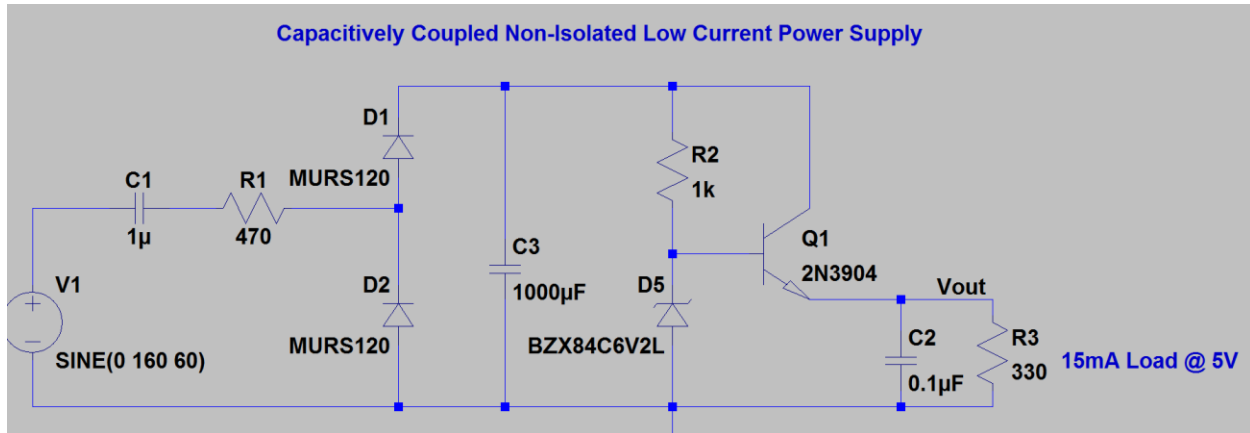 Capacitively Coupled Non-Isolated Low Current Power Supply
D1
MURS120
C1
1µ
R1
470
R2
1k
C3
1000µF
Q1
2N3904
V1
SINE(0 160 60)
D2
MURS120
D5
BZX84C6V2L
Vout
C2
0.1µF
R3
330
15mA Load @ 5V